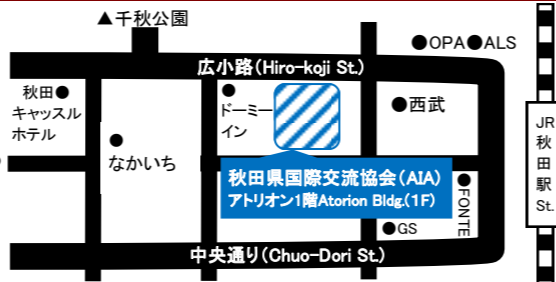 ▲千秋公園
●OPA●ALS
広小路(Hiro-koji St.)
秋田●
キャッスル
ホテル
●
ドーミー
イン
●西武
JR
秋
田
駅
St.
●
なかいち
秋田県国際交流協会(AIA)
アトリオン1階Atorion Bldg.(1F)
●FONTE
●GS
中央通り(Chuo-Dori St.)